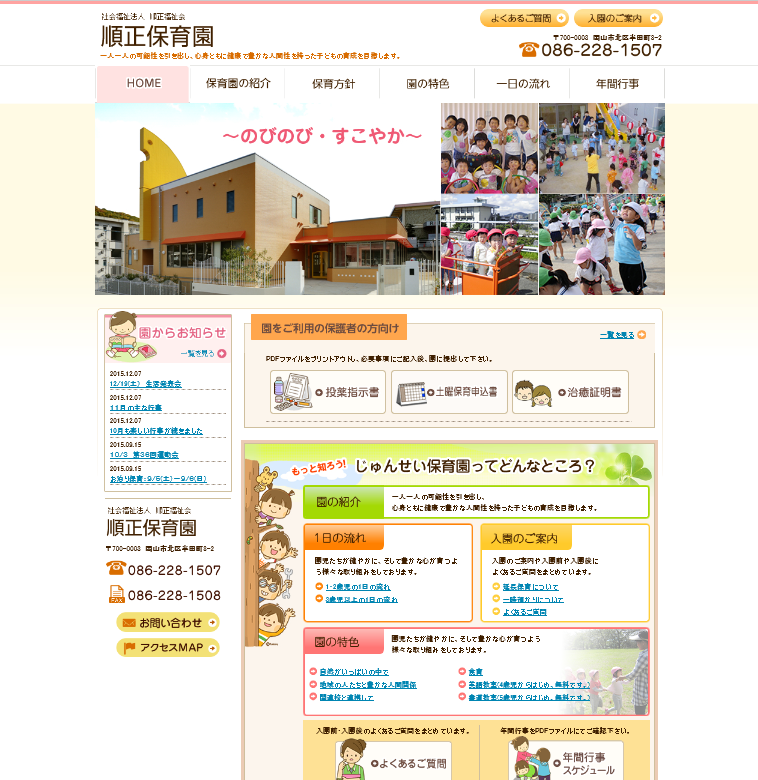 社会福祉法人 順正福祉会
順正保育園
一人一人の可能性を引き出し、心身ともに健康で豊かな人間性を持った子どもの育成を目標します。
よくあるご質問
入園のご案内
〒700-0003 岡山市北区半田町8-2
086-228-1507
HOME
保育園の紹介
保育方針
園の特色
一日の流れ
年間行事
～のびのび・すこやか～
園からお知らせ
一覧を見る
2015.12.07
12/19(土) 生活発表会
2015.12.07
11月の主な行事
2015.12.07
10月も楽しい行事が続きました
2015.09.15
10/3 第36回運動会
2015.09.15
お泊り保育:9/5(土)～9/6(日)
社会福祉法人 順正福祉会
順正保育園
〒700-0003 岡山市北区半田町8-2
086-228-1507
FAX
086-228-1508
お問い合わせ
アクセスMAP
園をご利用の保護者の方向け
一覧を見る
PDFファイルをプリントアウトし、必要事項にご記入後、園に提出して下さい。
投薬指示書
土曜保育申込書
治癒証明書
もっと知ろう!
じゅんせい保育園ってどんなところ？
園の紹介
一人一人の可能性を引き出し、
心身ともに健康で豊かな人間性を持った子どもの育成を目標します。
1日の流れ
園児たちが健やかに、そして豊かな心が育つよ
う様々な取り組みをしております。
1-2歳児の1日の流れ
3歳児以上の1日の流れ
入園のご案内
入園のご案内や入園前や入園後に
よくあるご質問をまとめています。
延長保育について
一時預かりについて
よくあるご質問
園の特色
園児たちが健やかに、そして豊かな心が育つよう
様々な取り組みをしております。
自然がいっぱいの中で
地域の人たちと豊かな人間関係
関連校と連携して
食育
英語教室(4歳児からはじめ、無料です。)
書道教室(5歳児からはじめ、無料です。)
入園前・入園後のよくあるご質問をまとめています。
よくあるご質問
年間行事をPDFファイルにてご確認下さい。
年間行事
スケジュール